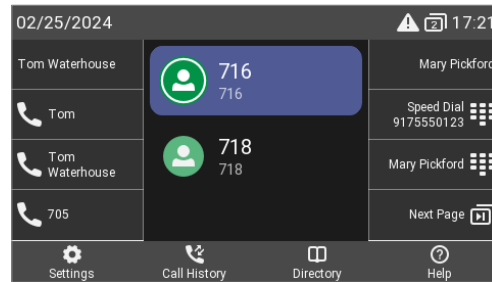 02/25/2024
2 17:21
Tom Waterhouse
Tom
Tom
Waterhouse
705
716
716
718
718
Mary Pickford
Speed Dial
9175550123
Mary Pickford
Next Page
Settings
Call History
Directory
Help